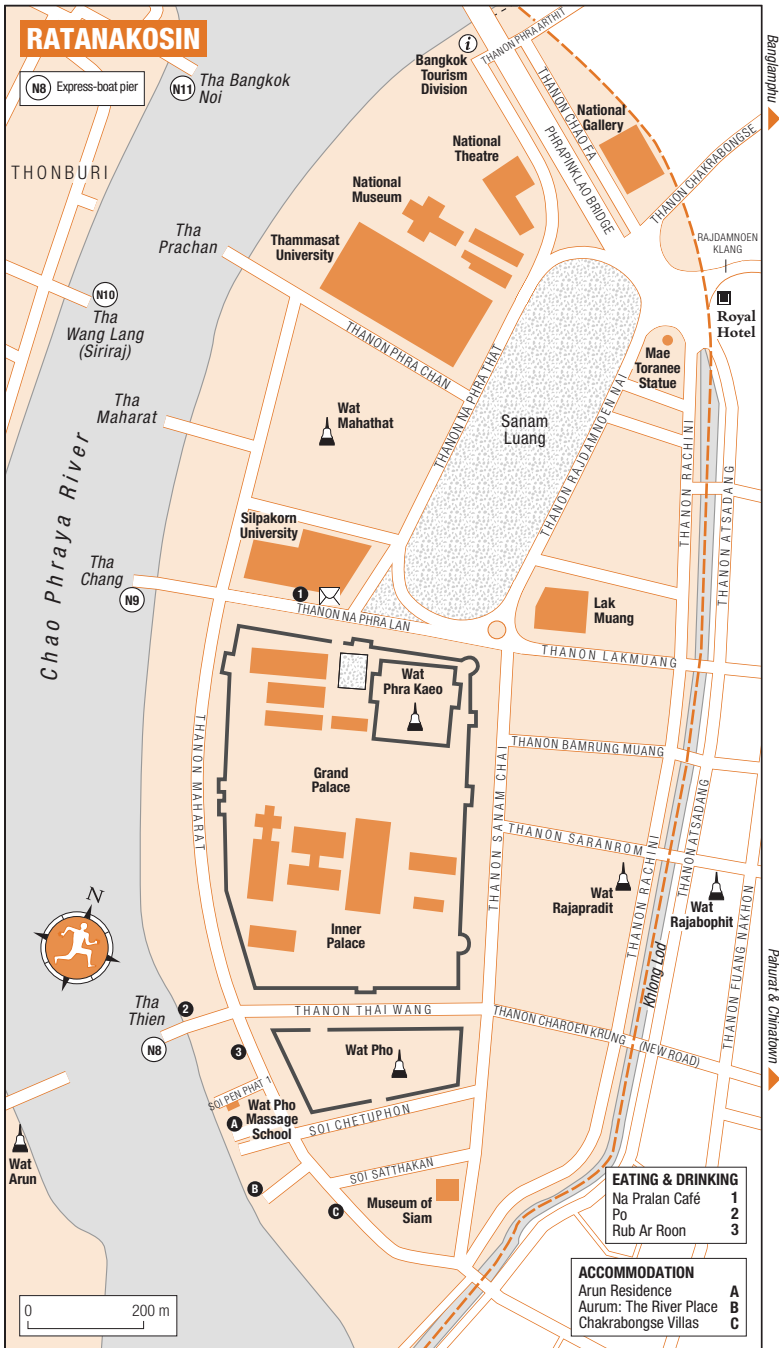 RATANAKOSIN
N8 Express-boat pier
N11
Tha Bangkok
Noi
THONBURI
i
Bangkok
Tourism
Division
THANON PHRA ARTHIT
THANON CHAO FA
PHRAPINKLAO BRIDGE
National
Gallery
THANON CHAKRABONGSE
Banglamphu
National
Theatre
National
Museum
Thammasat
University
Tha
Prachan
RAJDAMNOEN
KLANG
Royal
Hotel
N10
Tha
Wang Lang
(Siriraj)
THANON PHRA CHAN
THANON NA PHRA THAT
Mae
Toranee
Statue
Tha
Maharat
Wat
Mahathat
Sanam
Luang
THANON RAJDAMNOEN NAI
THANON RACHINI
THANON ATSADANG
Chao Phraya River
Silpakorn
University
Tha
Chang
N9
1
THANON NA PHRA LAN
Lak
Muang
THANON LAKMUANG
Wat
Phra Kaeo
THANON MAHARAT
Grand
Palace
THANON SANAM CHAI
THANON BAMRUNG MUANG
THANON SARANROM
THANON ATSADANG
THANON RACHINI
Wat
Rajapradit
Wat
Rajabophit
THANON FUANG NAKHON
Inner
Palace
N
Khlong Lod
Pahurat & Chinatown
Tha
Thien
N8
2
THANON THAI WANG
THANON CHAROEN KRUNG
(NEW ROAD)
3
Wat Pho
SOI PEN PHAT 1
Wat Pho
Massage
School
A
SOI CHETUPHON
Wat
Arun
SOI SATTHAKAN
B
C
Museum of
Siam
EATING & DRINKING
Na Pralan Café 1
Po 2
Rub Ar Roon 3
ACCOMMODATION
Arun Residence A
Aurum: The River Place B
Chakrabongse Villas C
0 200 m